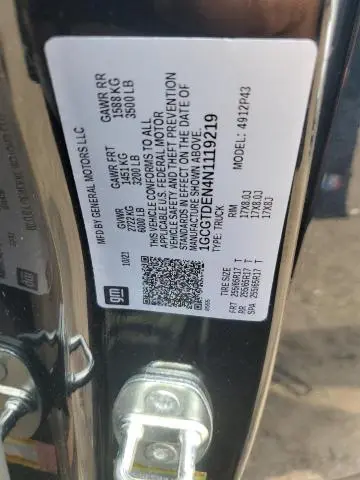 MFD BY GENERAL MOTORS LLC
10/21
GVWR
2722 KG
6000 LB
GAWR FRT
1451 KG
3200 LB
GAWR RR
1588 KG
3500 LB
THIS VEHICLE CONFORMS TO ALL
APPLICABLE U.S. FEDERAL MOTOR
VEHICLE SAFETY AND THEFT PREVENTION
STANDARDS IN EFFECT ON THE DATE OF
MANUFACTURE SHOWN ABOVE.
1GCGTDEN4N1119219
TYPE: TRUCK
MODEL: 4912P43
gm
TIRE SIZE
RIM
FRT 255/65R17 T 17X8.0J
RR 255/65R17 T 17X8.0J
SPA 255/65R17 T 17X8J